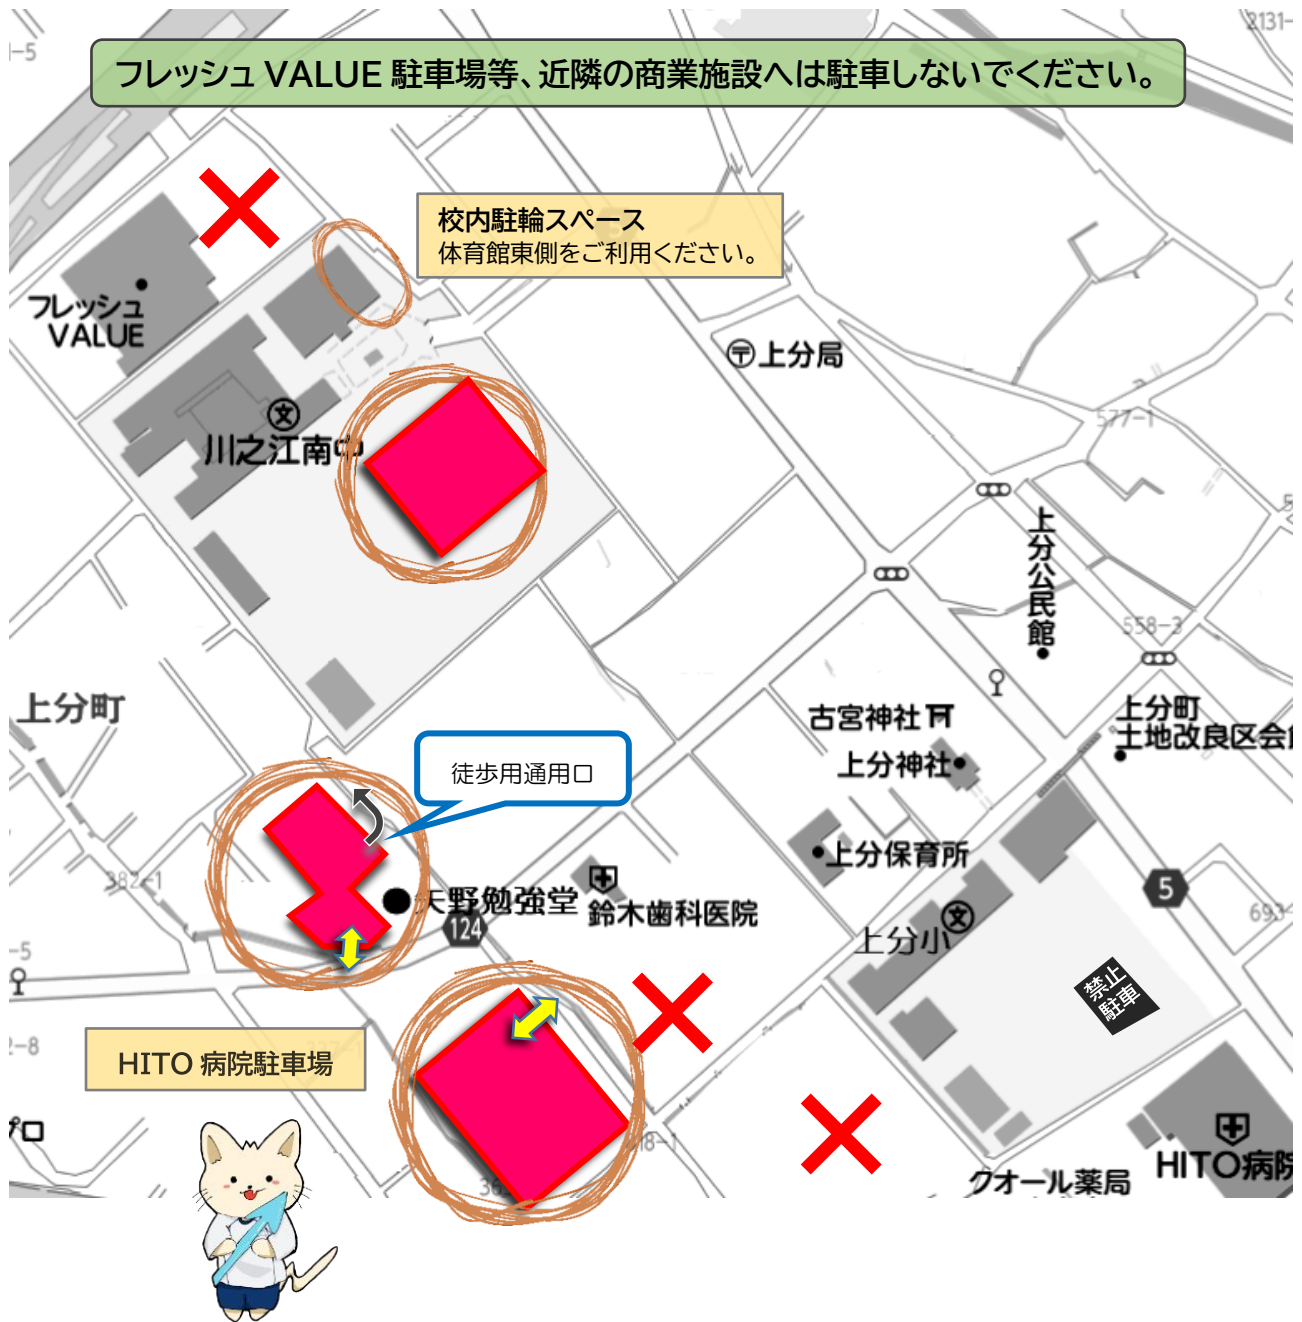 2131-
-5
フレッシュ VALUE 駐車場等、近隣の商業施設へは駐車しないでください。
校内駐輪スペース
体育館東側をご利用ください。
フレッシュ
VALUE
上分局
文
川之江南中
577-1
上分公民館
558-3
上分町
古宮神社
上分神社
上分町
土地改良区会館
徒歩用通用口
上分保育所
382-1
矢野勉強堂
鈴木歯科医院
124
5
693-
文
上分小
-5
禁止
駐車
HITO 病院駐車場
HITO病院
クオール薬局